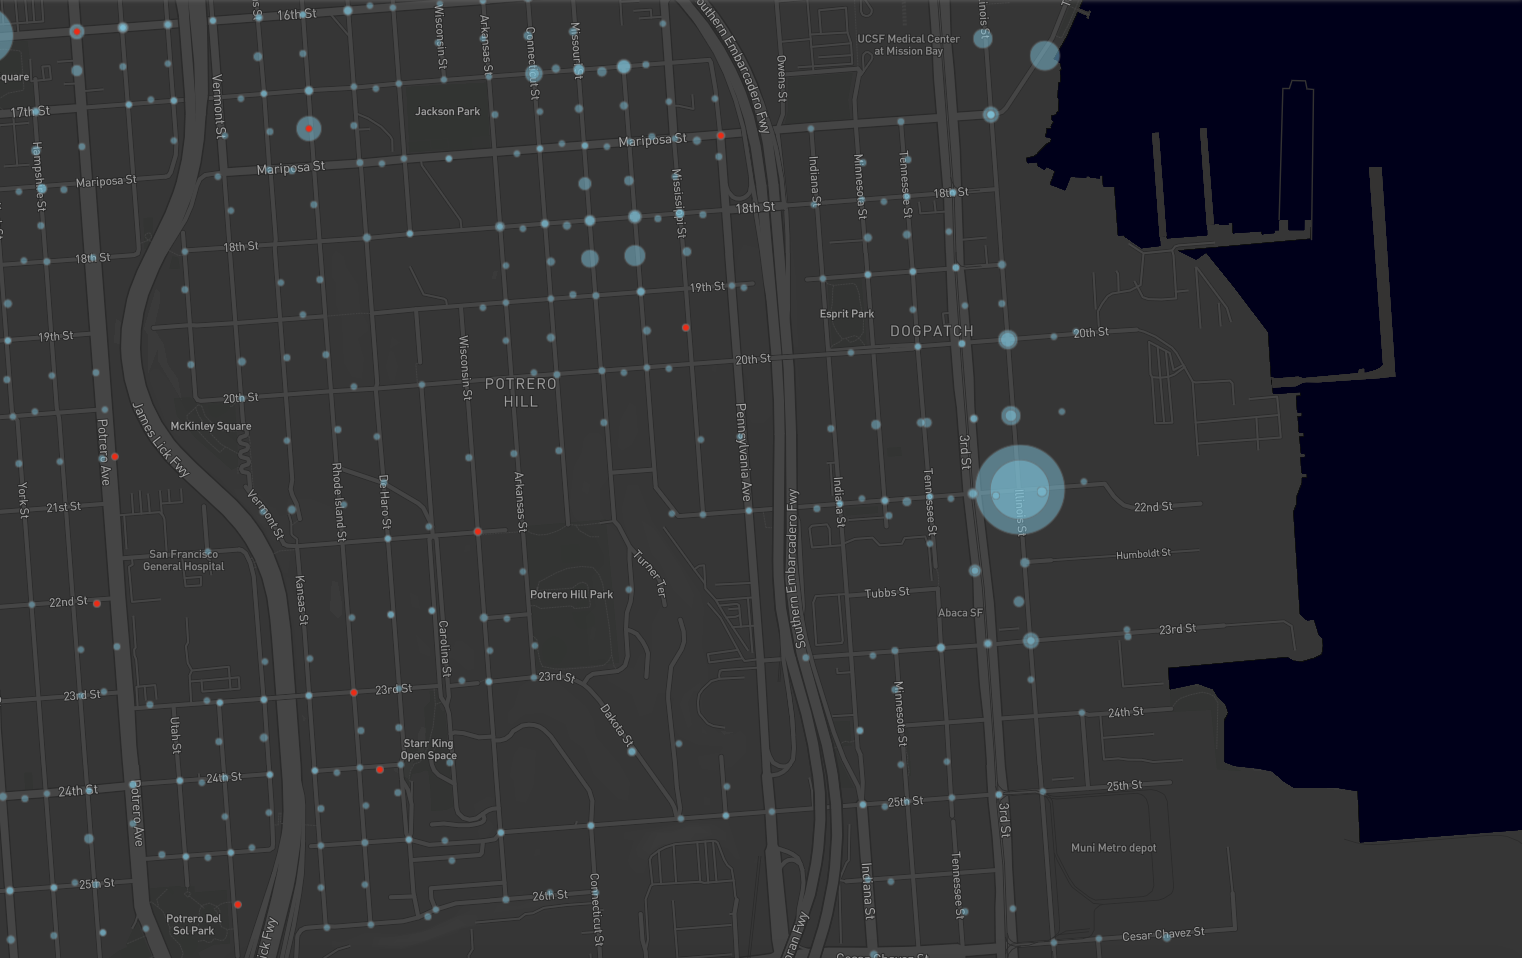 16th St
Wisconsin St
Arkansas St
Connecticut St
Missouri St
Southern Embarcadero Fwy
Owens St
UCSF Medical Center
at Mission Bay
Illinois St
Square
17th St
Vermont St
Jackson Park
Hampshire St
Mariposa St
Mariposa St
Mariposa St
Mississippi St
Indiana St
Minnesota St
Tennessee St
18th St
18th St
18th St
18th St
19th St
19th St
Esprit Park
DOGPATCH
20th St
20th St
20th St
Wisconsin St
POTRERO
HILL
McKinley Square
James Lick Fwy
Potrero Ave
Pennsylvania Ave
3rd St
York St
21st St
Vermont St
Rhode Island St
De Haro St
Arkansas St
Southern Embarcadero Fwy
Indiana St
Tennessee St
Illinois St
22nd St
San Francisco
General Hospital
Humboldt St
Turner Ter
Potrero Hill Park
Kansas St
22nd St
Tubbs St
Abaca SF
Carolina St
23rd St
23rd St
23rd St
23rd St
Dakota St
Minnesota St
24th St
Utah St
Starr King
Open Space
24th St
24th St
25th St
25th St
Potrero Ave
3rd St
Muni Metro depot
25th St
26th St
Connecticut St
Indiana St
Tennessee St
Potrero Del
Sol Park
Cesar Chavez St
Cesar Chavez St